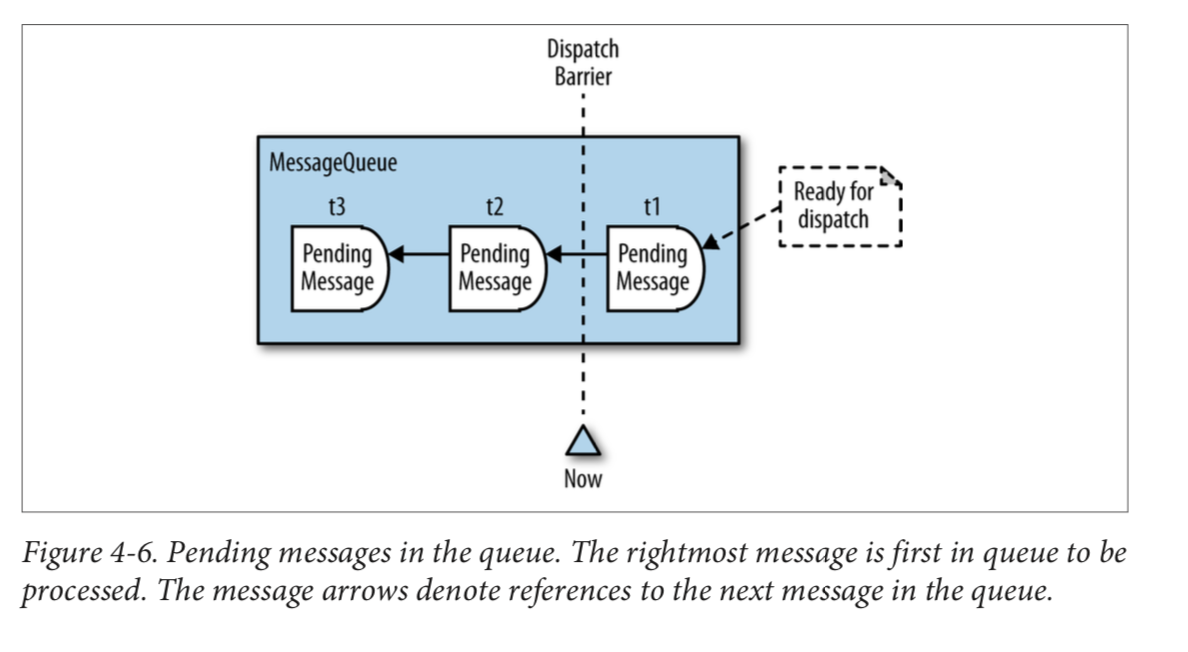 Dispatch
Barrier
MessageQueue
t3
t2
t1
Pending
Message
Pending
Message
Pending
Message
Ready for
dispatch
Now
Figure 4-6. Pending messages in the queue. The rightmost message is first in queue to be
processed. The message arrows denote references to the next message in the queue.